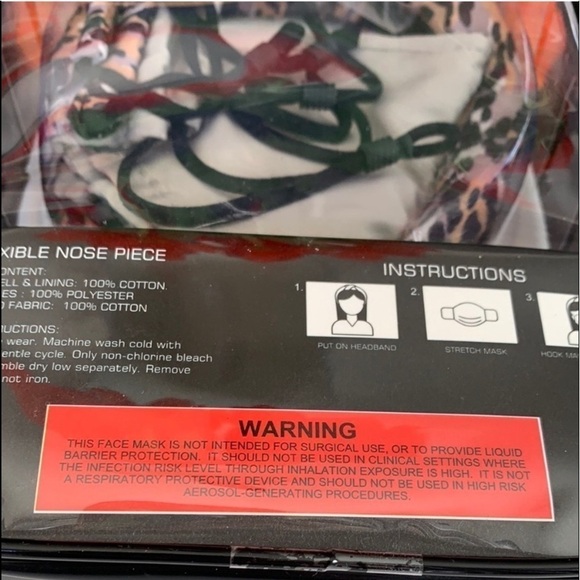 XIBLE NOSE PIECE
ONTENT:
ELL & LINING: 100% COTTON.
ES : 100% POLYESTER
D FABRIC: 100% COTTON
UCTIONS:
wear. Machine wash cold with
entle cycle. Only non-chlorine bleach
mble dry low separately. Remove
not iron.
INSTRUCTIONS
1.
2.
3.
PUT ON HEADBAND
STRETCH MASK
HOOK
WARNING
THIS FACE MASK IS NOT INTENDED FOR SURGICAL USE, OR TO PROVIDE LIQUID
BARRIER PROTECTION. IT SHOULD NOT BE USED IN CLINICAL SETTINGS WHERE
THE INFECTION RISK LEVEL THROUGH INHALATION EXPOSURE IS HIGH. IT IS NOT
A RESPIRATORY PROTECTIVE DEVICE AND SHOULD NOT BE USED IN HIGH RISK
AEROSOL-GENERATING PROCEDURES.